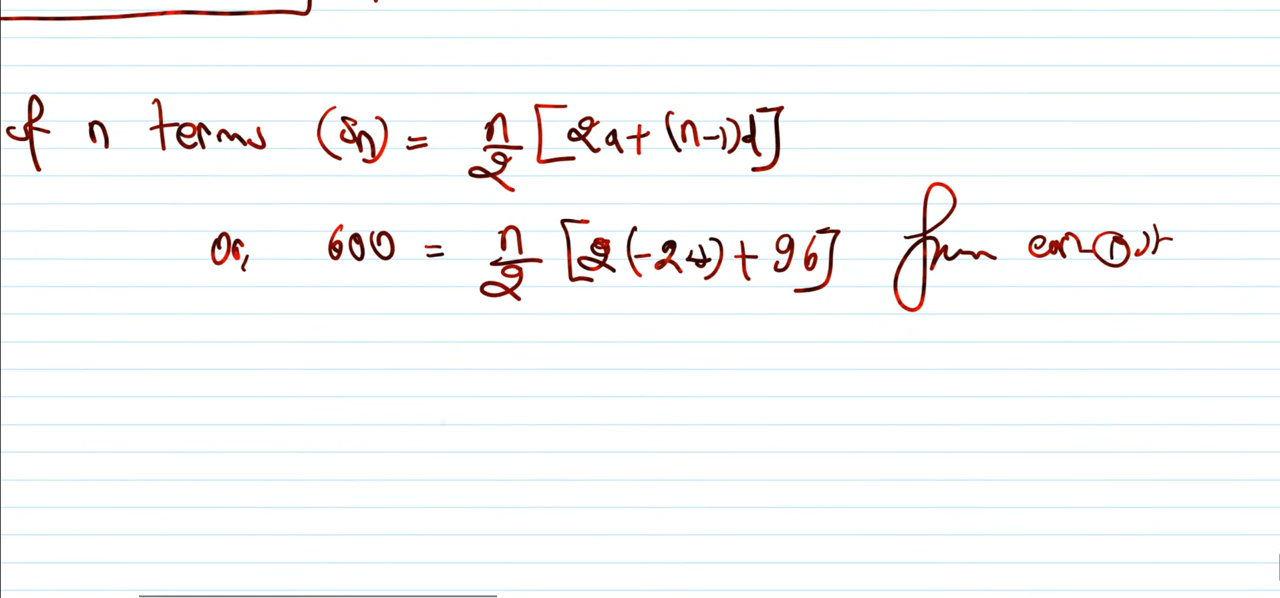 of n terms (Sn) = n/2 [2a + (n-1)d]
or, 600 = n/2 [2(-24) + 96] from eqn-①